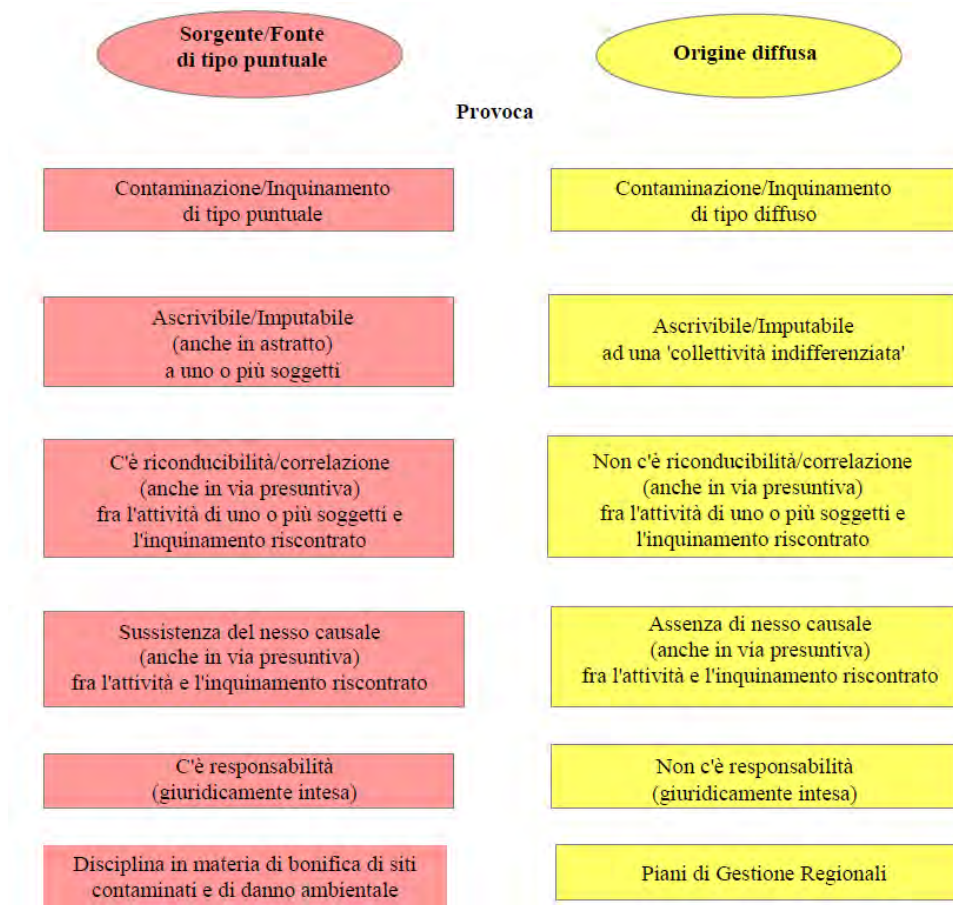 Sorgente/Fonte
di tipo puntuale
Origine diffusa
Provoca
Contaminazione/Inquinamento
di tipo puntuale
Contaminazione/Inquinamento
di tipo diffuso
Ascrivibile/Imputabile
(anche in astratto)
a uno o più soggetti
Ascrivibile/Imputabile
ad una 'collettività indifferenziata'
C'è riconducibilità/correlazione
(anche in via presuntiva)
fra l'attività di uno o più soggetti e
l'inquinamento riscontrato
Non c'è riconducibilità/correlazione
(anche in via presuntiva)
fra l'attività di uno o più soggetti e
l'inquinamento riscontrato
Sussistenza del nesso causale
(anche in via presuntiva)
fra l'attività e l'inquinamento riscontrato
Assenza di nesso causale
(anche in via presuntiva)
fra l'attività e l'inquinamento riscontrato
C'è responsabilità
(giuridicamente intesa)
Non c'è responsabilità
(giuridicamente intesa)
Disciplina in materia di bonifica di siti
contaminati e di danno ambientale
Piani di Gestione Regionali